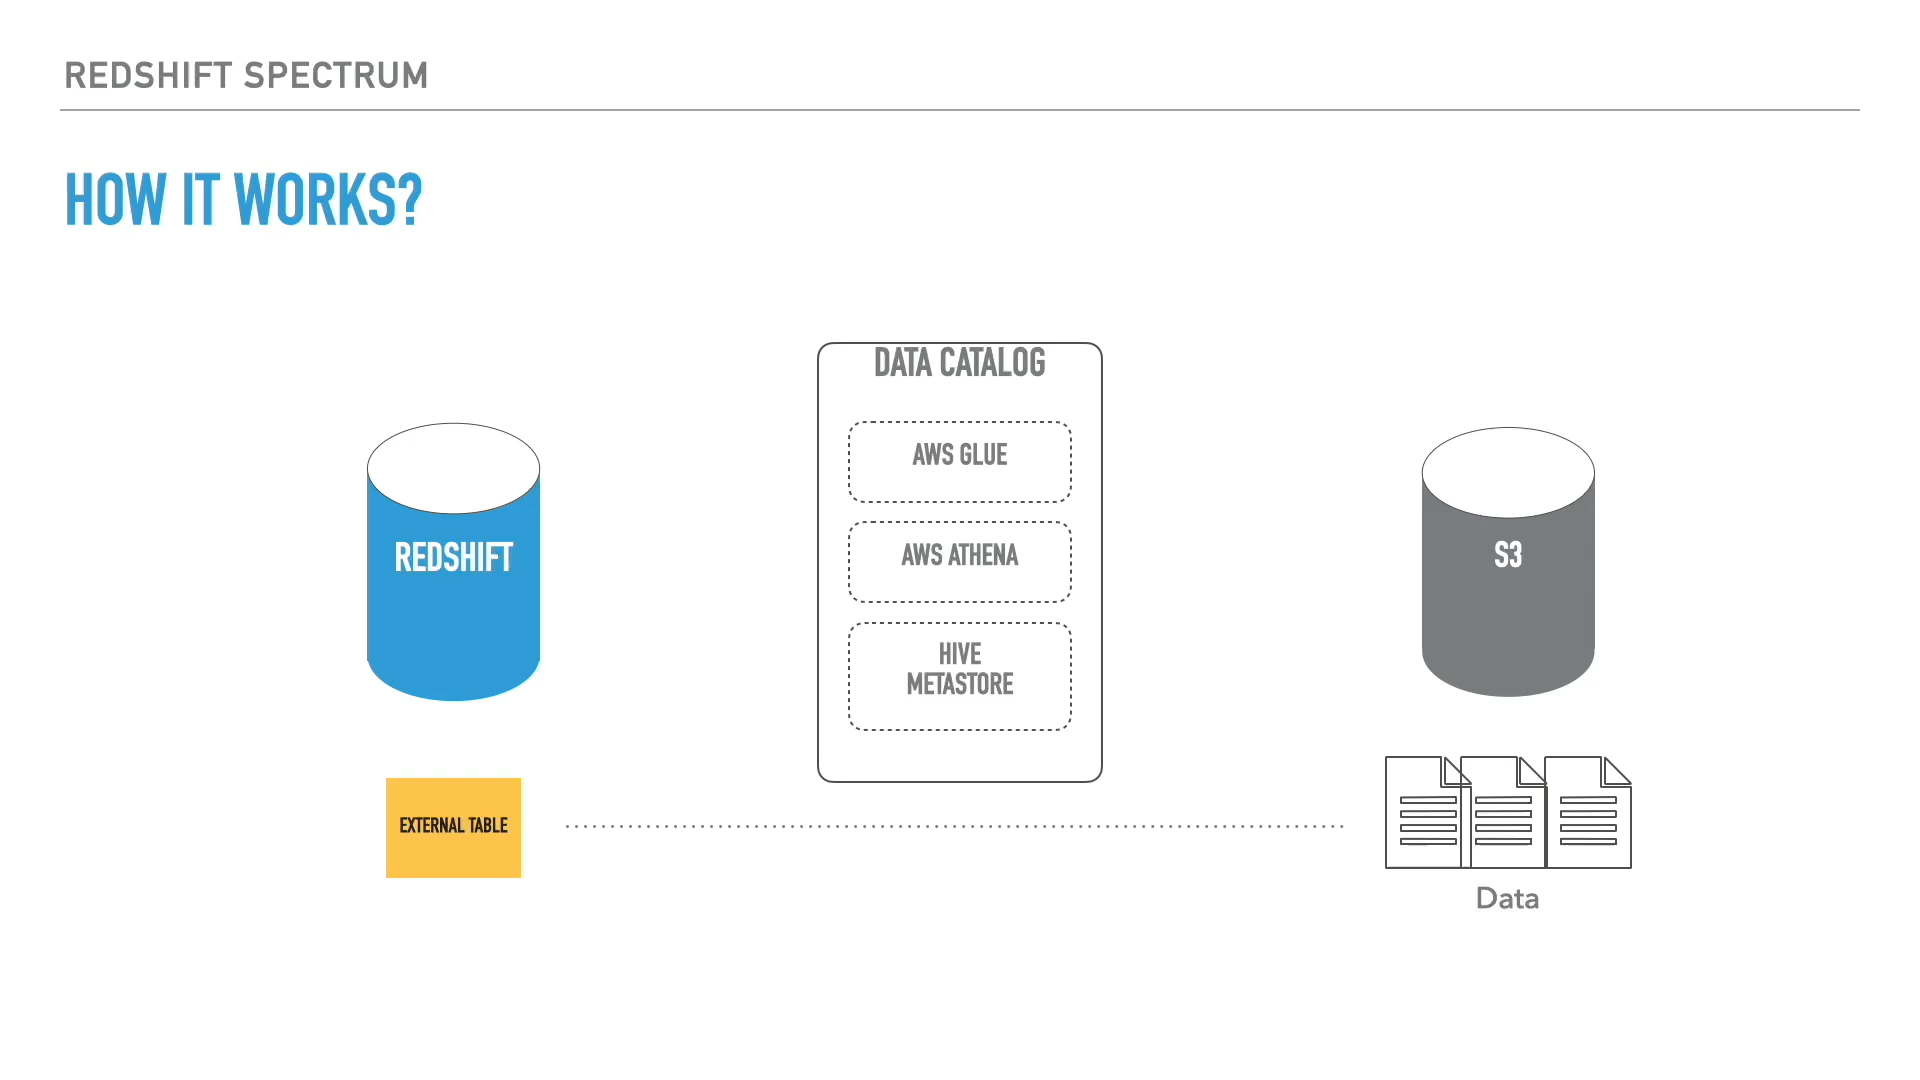 REDSHIFT SPECTRUM
HOW IT WORKS?
DATA CATALOG
AWS GLUE
AWS ATHENA
HIVE
METASTORE
REDSHIFT
S3
EXTERNAL TABLE
Data